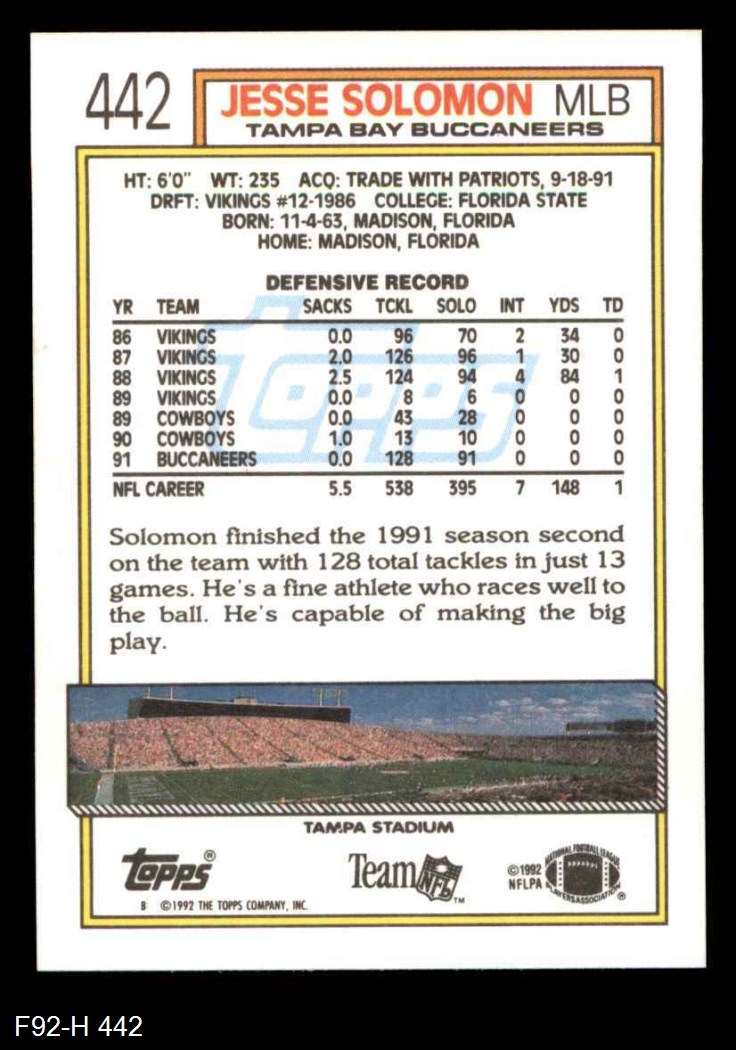 442 JESSE SOLOMON MLB
TAMPA BAY BUCCANEERS
HT: 6'0" WT: 235 ACQ: TRADE WITH PATRIOTS, 9-18-91
DRFT: VIKINGS #12-1986 COLLEGE: FLORIDA STATE
BORN: 11-4-63, MADISON, FLORIDA
HOME: MADISON, FLORIDA
DEFENSIVE RECORD
YR TEAM SACKS TCKL SOLO INT YDS TD
86 VIKINGS 0.0 96 70 2 34 0
87 VIKINGS 2.0 126 96 1 30 0
88 VIKINGS 2.5 124 94 4 84 1
89 VIKINGS 0.0 8 6 0 0 0
89 COWBOYS 0.0 43 28 0 0 0
90 COWBOYS 1.0 13 10 0 0 0
91 BUCCANEERS 0.0 128 91 0 0 0
NFL CAREER 5.5 538 395 7 148 1
topps
Solomon finished the 1991 season second
on the team with 128 total tackles in just 13
games. He's a fine athlete who races well to
the ball. He's capable of making the big
play.
TAMPA STADIUM
topps®
Team NFL™
©1992
NFLPA
NATIONAL FOOTBALL LEAGUE
PLAYERS ASSOCIATION®
B ©1992 THE TOPPS COMPANY, INC.
F92-H 442